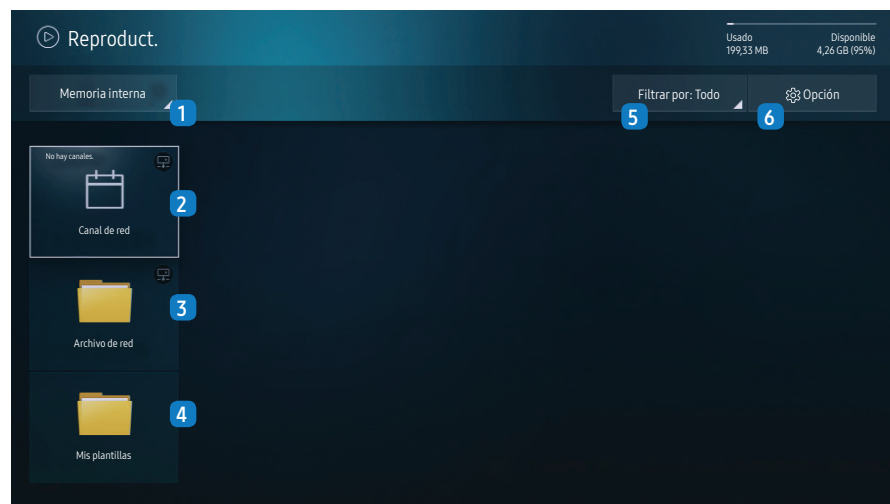 Reproduct.
Usado
199,33 MB
Disponible
4,26 GB (95%)
Memoria interna
1
Filtrar por: Todo
5
Opción
6
No hay canales.
Canal de red
2
Archivo de red
3
Mis plantillas
4